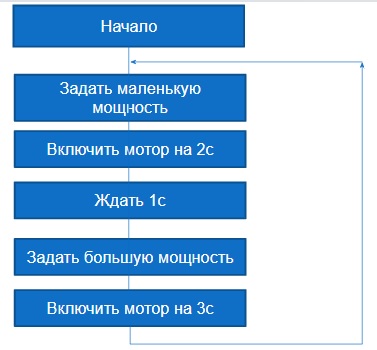 Начало
Задать маленькую
мощность
Включить мотор на 2с
Ждать 1с
Задать большую мощность
Включить мотор на 3с